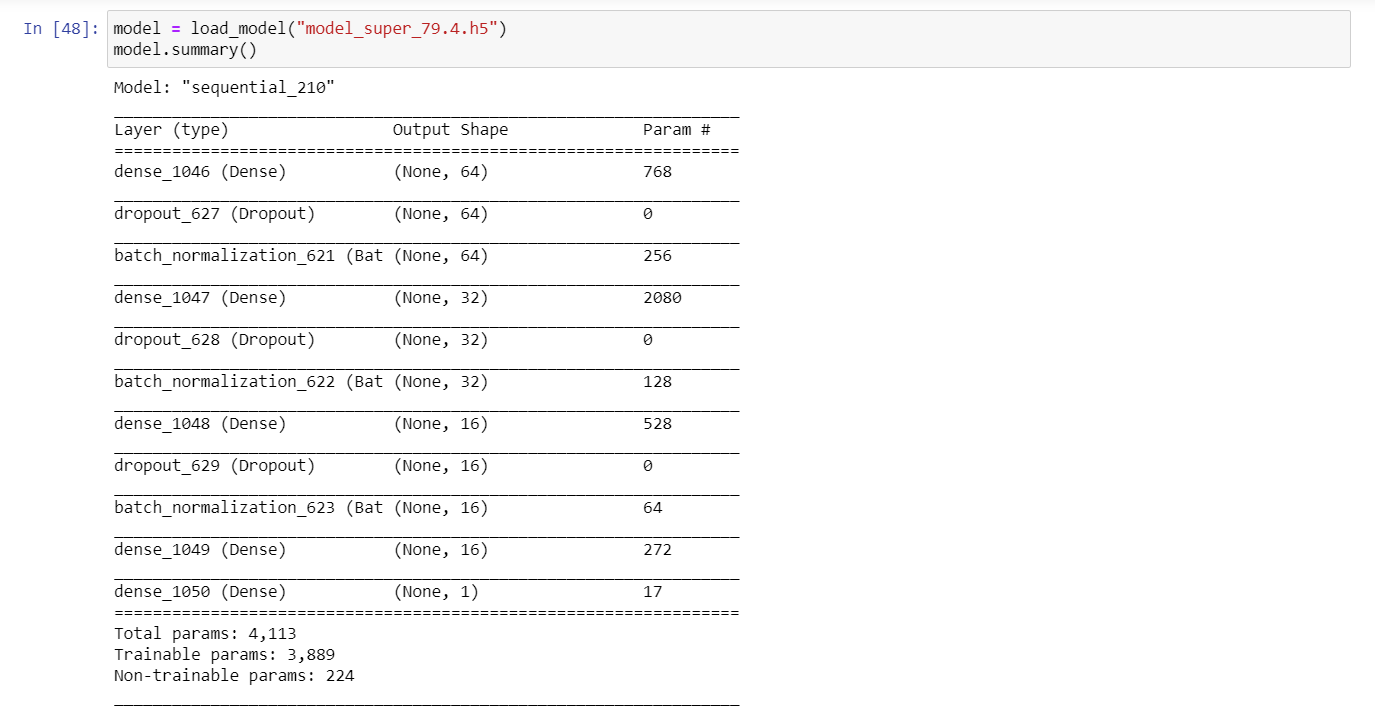 In [48]: model = load_model("model_super_79.4.h5")
model.summary()
Model: "sequential_210"
_________________________________________________________________
Layer (type)                 Output Shape              Param #
=================================================================
dense_1046 (Dense)           (None, 64)                768
_________________________________________________________________
dropout_627 (Dropout)        (None, 64)                0
_________________________________________________________________
batch_normalization_621 (Bat (None, 64)                256
_________________________________________________________________
dense_1047 (Dense)           (None, 32)                2080
_________________________________________________________________
dropout_628 (Dropout)        (None, 32)                0
_________________________________________________________________
batch_normalization_622 (Bat (None, 32)                128
_________________________________________________________________
dense_1048 (Dense)           (None, 16)                528
_________________________________________________________________
dropout_629 (Dropout)        (None, 16)                0
_________________________________________________________________
batch_normalization_623 (Bat (None, 16)                64
_________________________________________________________________
dense_1049 (Dense)           (None, 16)                272
_________________________________________________________________
dense_1050 (Dense)           (None, 1)                 17
=================================================================
Total params: 4,113
Trainable params: 3,889
Non-trainable params: 224
_________________________________________________________________